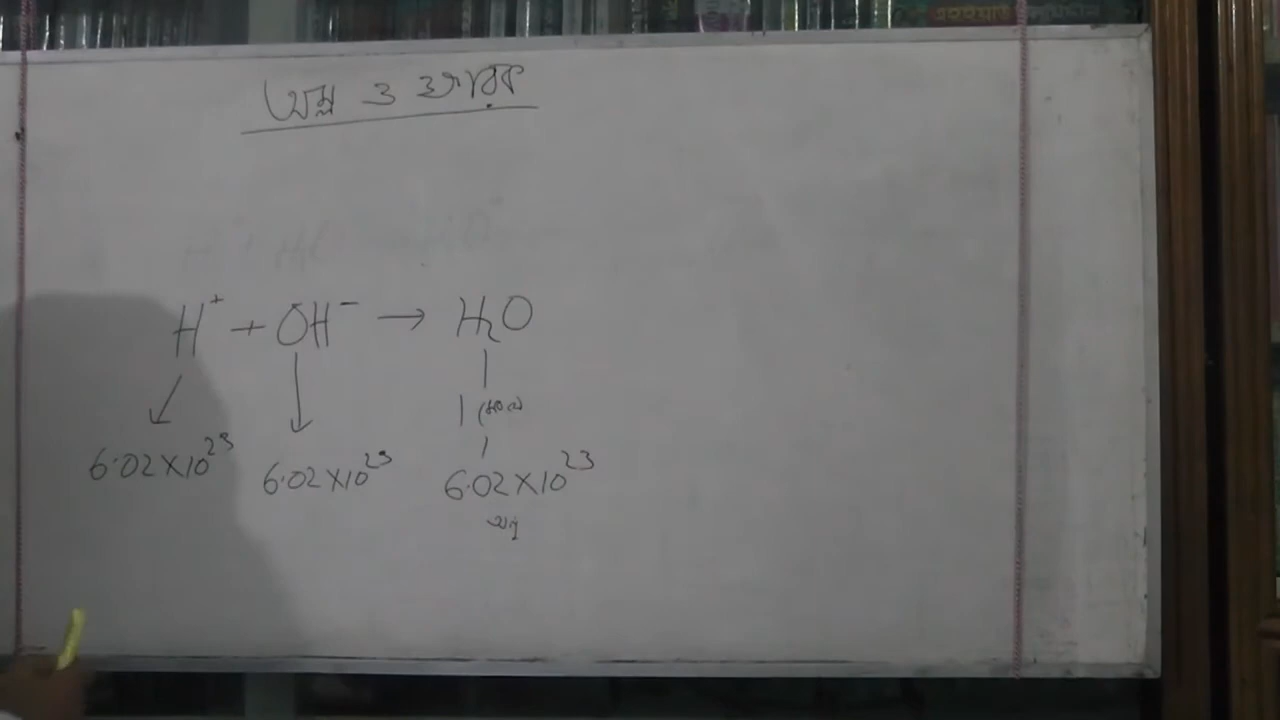 অম্ল ও ক্ষারক
H⁺ + OH⁻ → H₂O
1 মোল
6.02×10²³ 6.02×10²³ 6.02×10²³
অণু